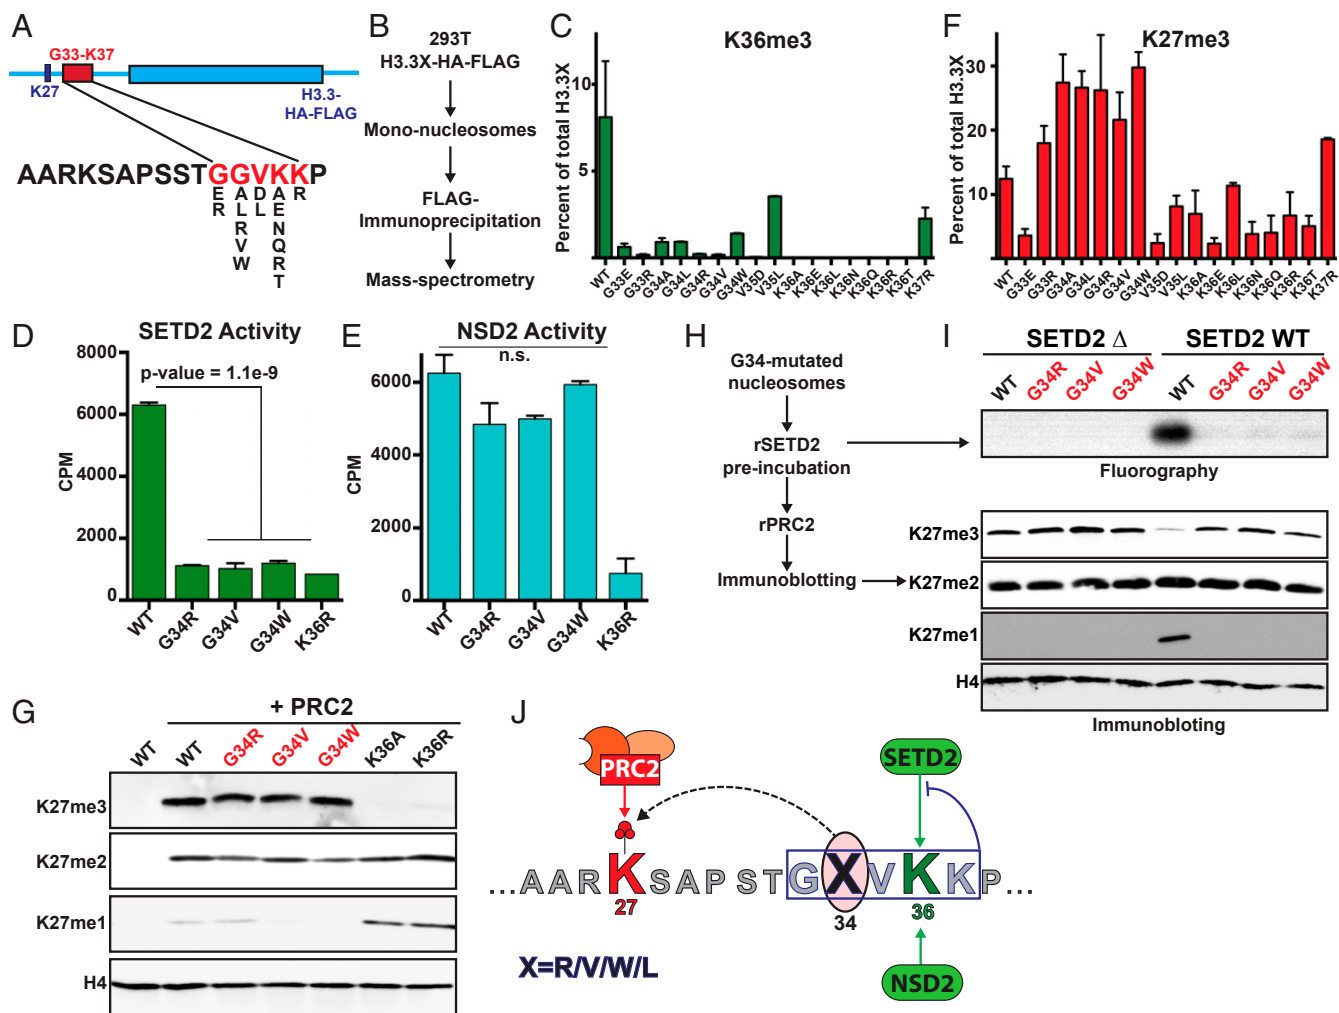 A
G33-K37
K27
H3.3-
HA-FLAG
AARKSAPSSTGGVKKP
E A D A R
R L L E
R N
V Q
W R
T
B
293T
H3.3X-HA-FLAG
Mono-nucleosomes
FLAG-
Immunoprecipitation
Mass-spectrometry
C
K36me3
Percent of total H3.3X
10
5
WT G33E G33R G34A G34L G34R G34V G34W V35D V35L K36A K36E K36L K36N K36Q K36R K36T K37R
F
K27me3
Percent of total H3.3X
30
20
10
WT G33E G33R G34A G34L G34R G34V G34W V35D V35L K36A K36E K36L K36N K36Q K36R K36T K37R
D
SETD2 Activity
p-value = 1.1e-9
CPM
8000
6000
4000
2000
0
WT G34R G34V G34W K36R
E
NSD2 Activity
n.s.
CPM
6000
4000
2000
0
WT G34R G34V G34W K36R
H
G34-mutated
nucleosomes
rSETD2
pre-incubation
rPRC2
Immunoblotting
I
SETD2 Δ SETD2 WT
WT G34R G34V G34W WT G34R G34V G34W
Fluorography
K27me3
K27me2
K27me1
H4
Immunobloting
G
+ PRC2
WT WT G34R G34V G34W K36A K36R
K27me3
K27me2
K27me1
H4
J
PRC2
SETD2
...AARKSAPSTGXVKKP...
27
34
36
X=R/V/W/L
NSD2